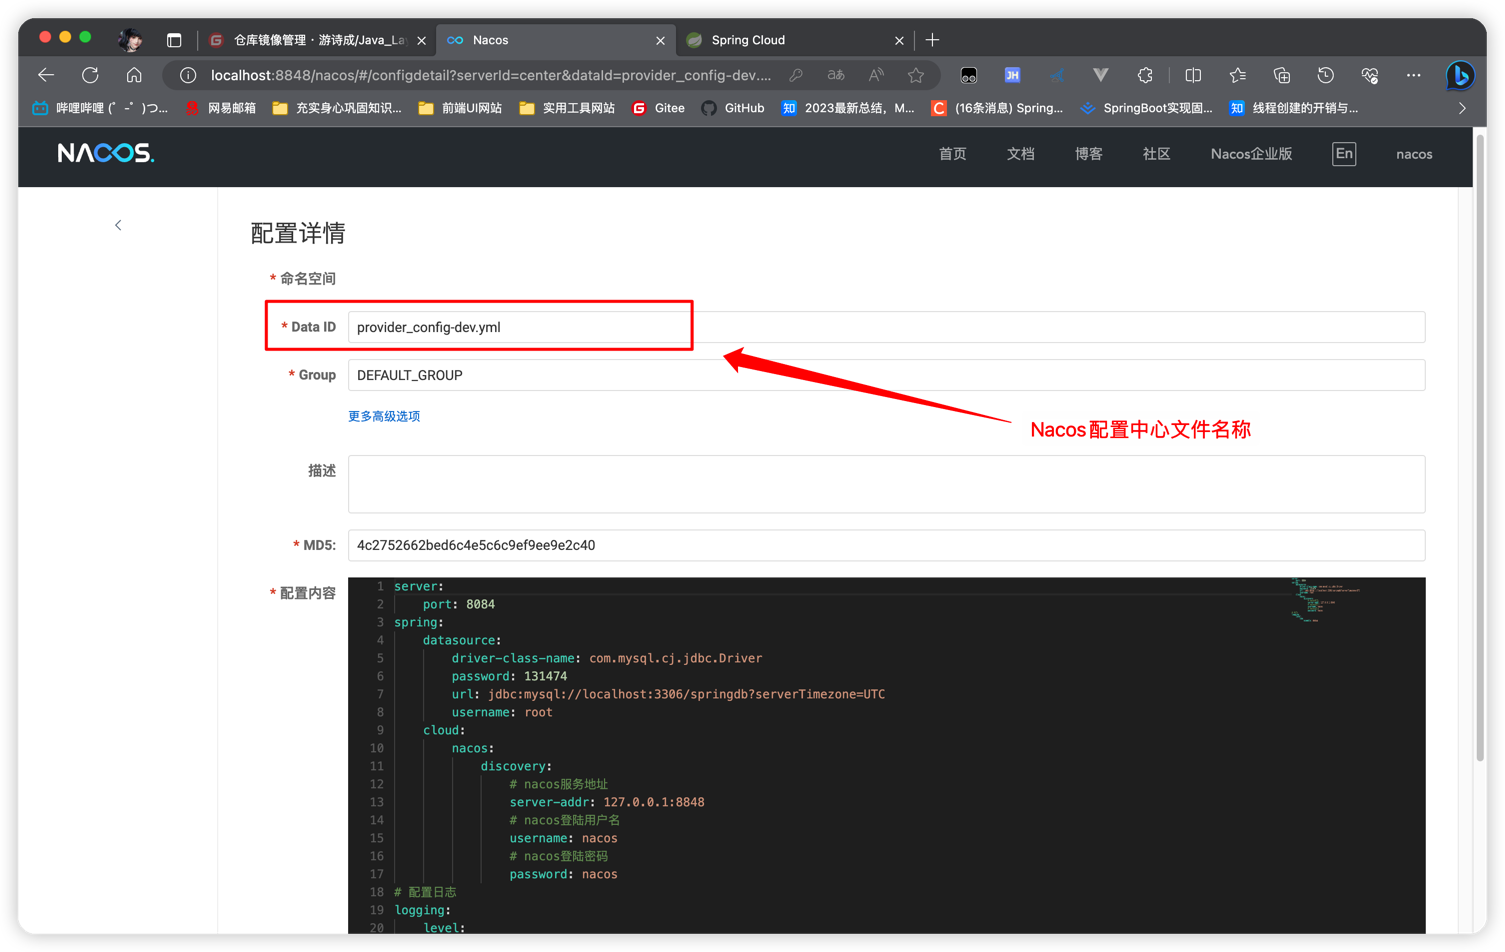 仓库镜像管理 · 游诗成/Java_La
Nacos
Spring Cloud
localhost:8848/nacos/#/configdetail?serverId=center&dataId=provider_config-dev.yml...
哔哩哔哩 (゜-゜)つ...
网易邮箱
充实身心巩固知识...
前端UI网站
实用工具网站
Gitee
GitHub
知 2023最新总结，M...
C (16条消息) Spring...
SpringBoot实现固...
知 线程创建的开销与...
NACOS.
首页
文档
博客
社区
Nacos企业版
En
nacos
配置详情
* 命名空间
* Data ID provider_config-dev.yml
* Group DEFAULT_GROUP
更多高级选项
Nacos配置中心文件名称
描述
* MD5: 4c2752662bed6c4e5c6c9ef9ee9e2c40
* 配置内容
1 server:
2 port: 8084
3 spring:
4 datasource:
5 driver-class-name: com.mysql.cj.jdbc.Driver
6 password: 131474
7 url: jdbc:mysql://localhost:3306/springdb?serverTimezone=UTC
8 username: root
9 cloud:
10 nacos:
11 discovery:
12 # nacos服务地址
13 server-addr: 127.0.0.1:8848
14 # nacos登陆用户名
15 username: nacos
16 # nacos登陆密码
17 password: nacos
18 # 配置日志
19 logging:
20 level: